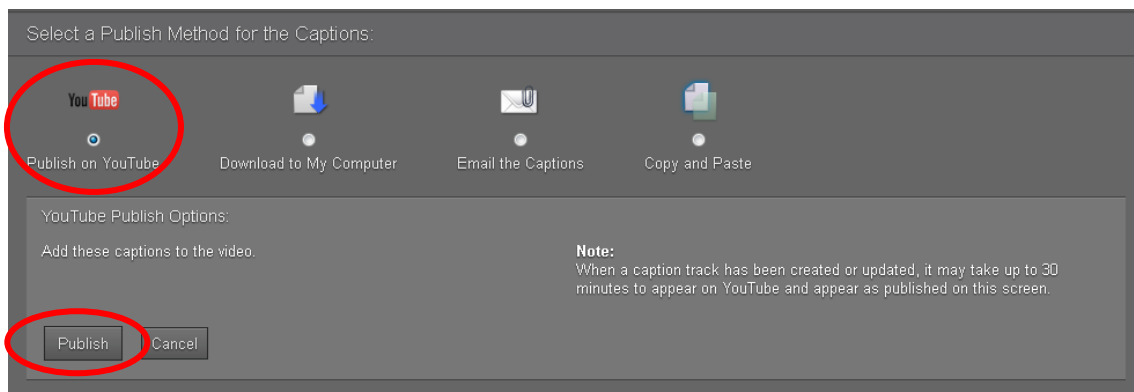 Select a Publish Method for the Captions:
You Tube
Publish on YouTube
Download to My Computer
Email the Captions
Copy and Paste
YouTube Publish Options:
Add these captions to the video.
Note:
When a caption track has been created or updated, it may take up to 30
minutes to appear on YouTube and appear as published on this screen.
Publish
Cancel